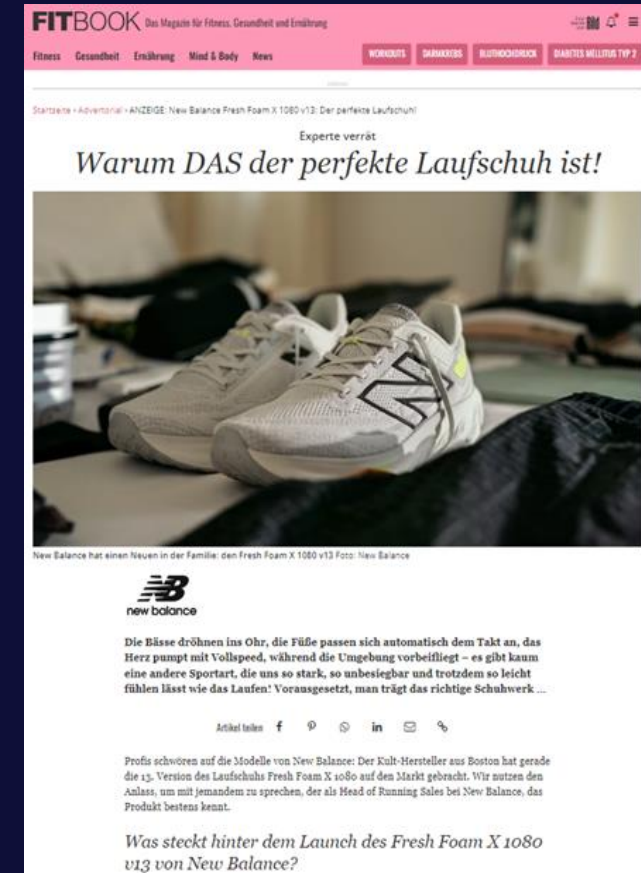 FITBOOK Das Magazin für Fitness, Gesundheit und Ernährung
Bild
Fitness Gesundheit Ernährung Mind & Body News WORKOUTS DARMKREBS BLUTHOCHDRUCK DIABETES MELLITUS TYP 2
Startseite › Advertorial › ANZEIGE: New Balance Fresh Foam X 1080 v13: Der perfekte Laufschuh!
Experte verrät
Warum DAS der perfekte Laufschuh ist!
N
New Balance hat einen Neuen in der Familie: den Fresh Foam X 1080 v13 Foto: New Balance
NB
new balance
Die Bässe dröhnen ins Ohr, die Füße passen sich automatisch dem Takt an, das
Herz pumpt mit Vollspeed, während die Umgebung vorbeifliegt – es gibt kaum
eine andere Sportart, die uns so stark, so unbesiegbar und trotzdem so leicht
fühlen lässt wie das Laufen! Vorausgesetzt, man trägt das richtige Schuhwerk ...
Artikel teilen
Profis schwören auf die Modelle von New Balance: Der Kult-Hersteller aus Boston hat gerade
die 13. Version des Laufschuhs Fresh Foam X 1080 auf den Markt gebracht. Wir nutzen den
Anlass, um mit jemandem zu sprechen, der als Head of Running Sales bei New Balance, das
Produkt bestens kennt.
Was steckt hinter dem Launch des Fresh Foam X 1080
v13 von New Balance?